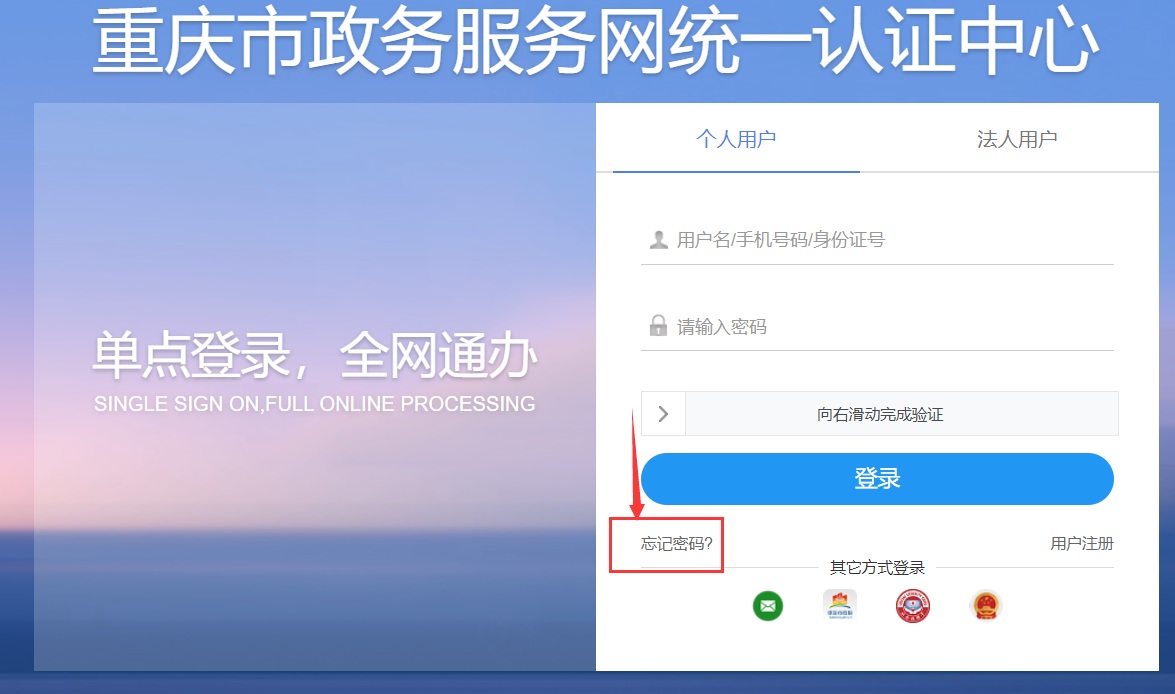 重庆市政务服务网统一认证中心
个人用户
法人用户
用户名/手机号码/身份证号
请输入密码
单点登录，全网通办
SINGLE SIGN ON,FULL ONLINE PROCESSING
向右滑动完成验证
登录
忘记密码?
用户注册
其它方式登录